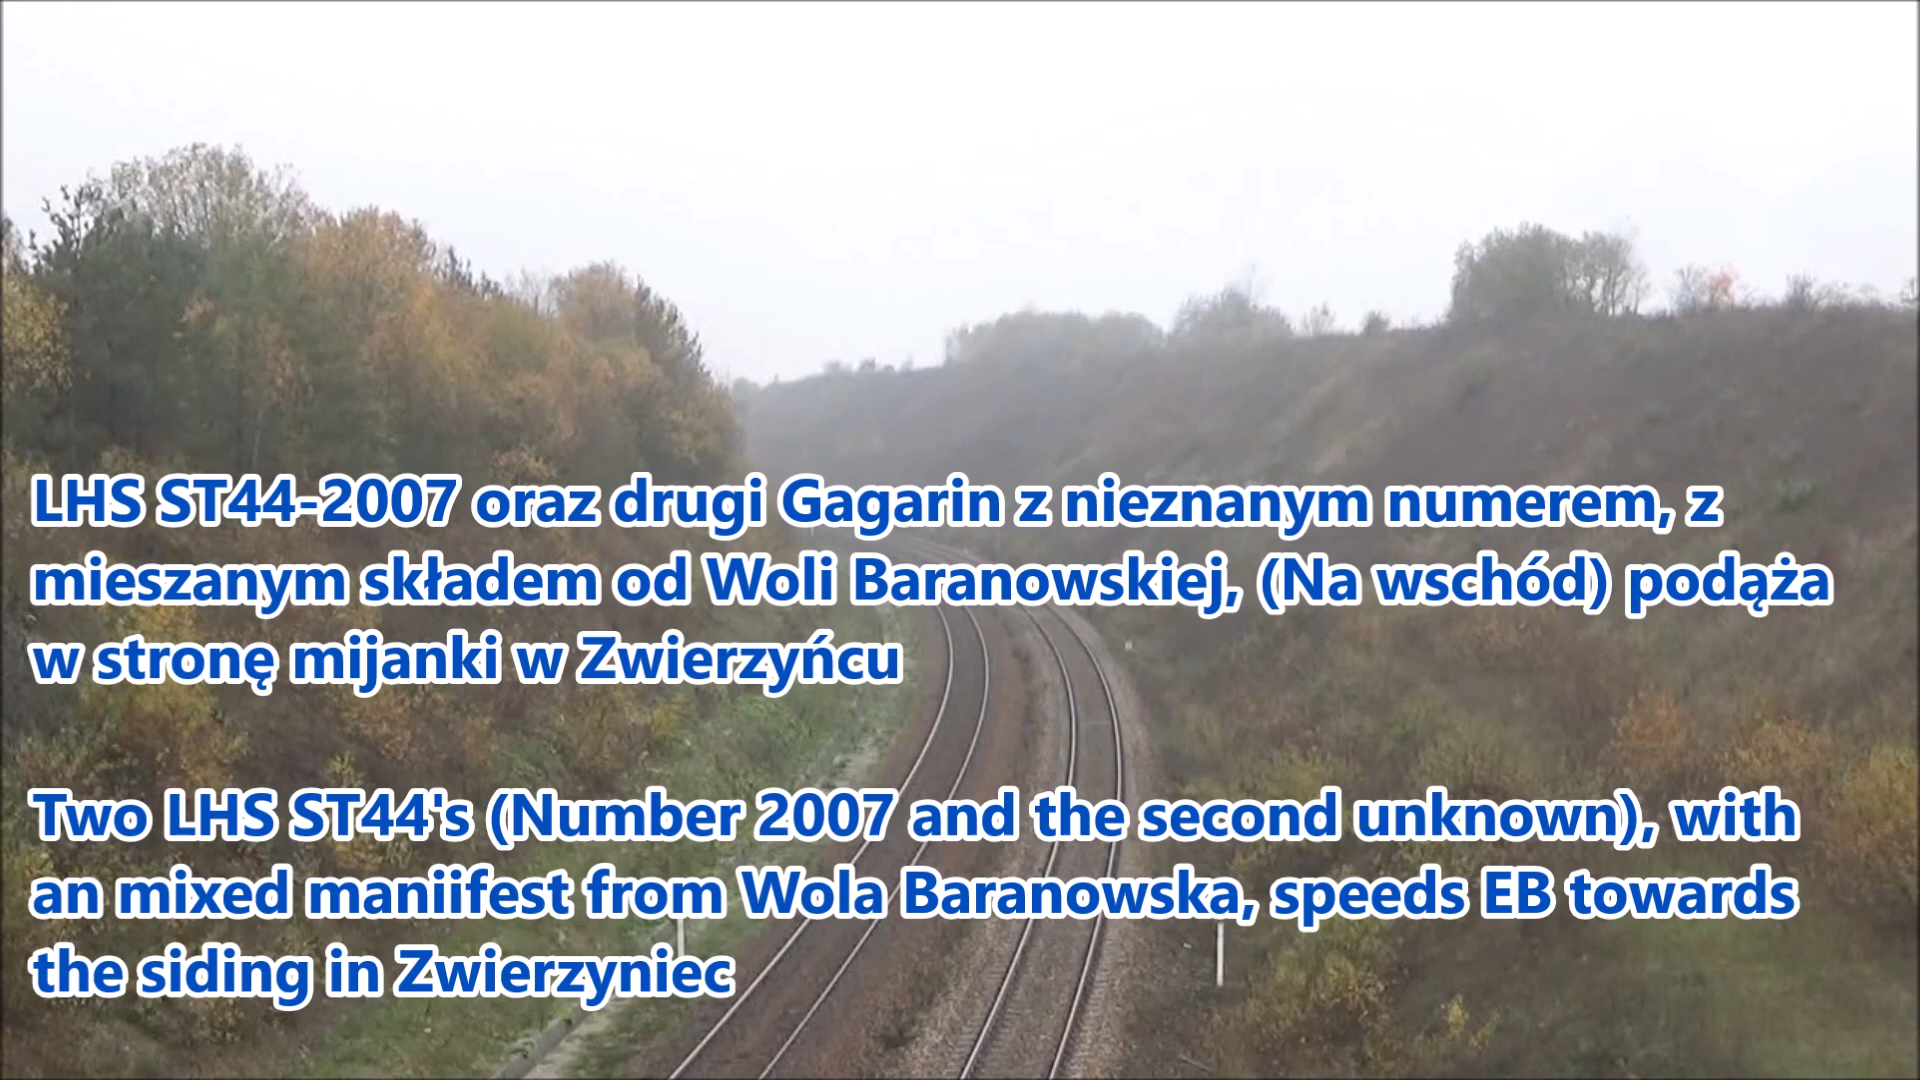 LHS ST44-2007 oraz drugi Gagarin z nieznanym numerem, z
mieszanym składem od Woli Baranowskiej, (Na wschód) podąża
w stronę mijanki w Zwierzyńcu
Two LHS ST44's (Number 2007 and the second unknown), with
an mixed maniifest from Wola Baranowska, speeds EB towards
the siding in Zwierzyniec